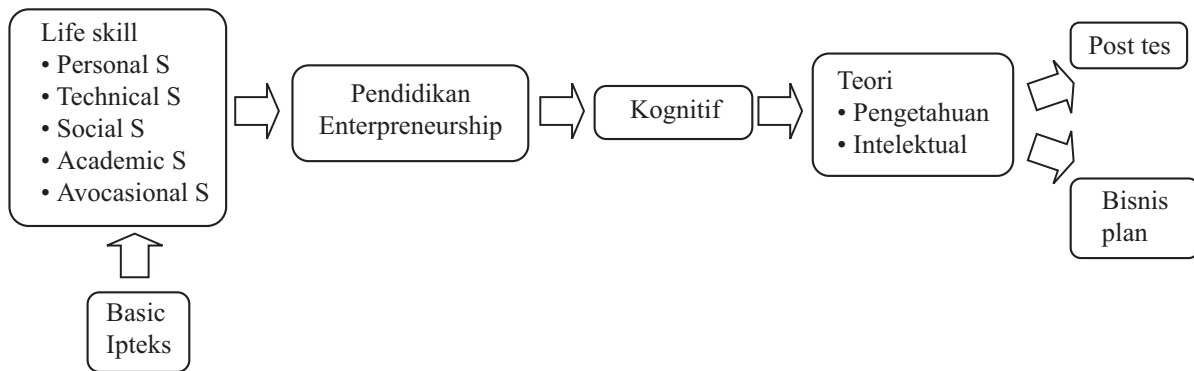 Life skill
• Personal S
• Technical S
• Social S
• Academic S
• Avocasional S
Basic
Ipteks
Pendidikan
Enterpreneurship
Kognitif
Teori
• Pengetahuan
• Intelektual
Post tes
Bisnis
plan